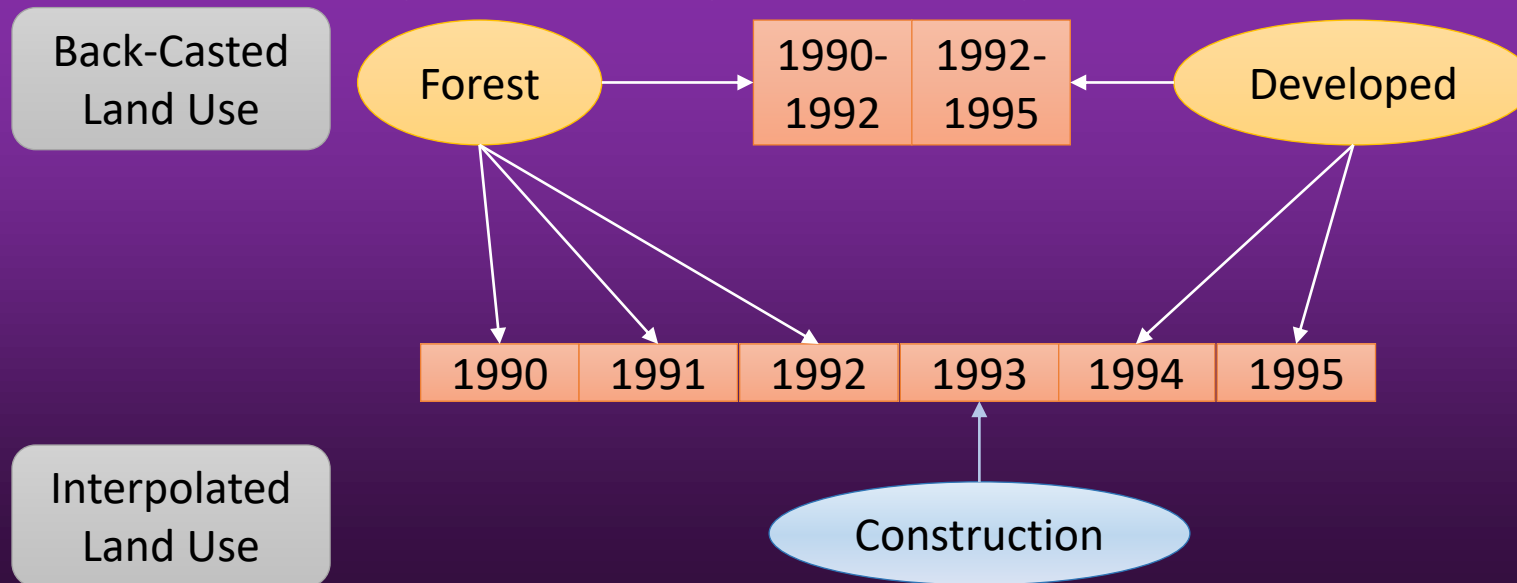 Back-Casted
Land Use
Forest
1990-
1992
1992-
1995
Developed
1990
1991
1992
1993
1994
1995
Interpolated
Land Use
Construction